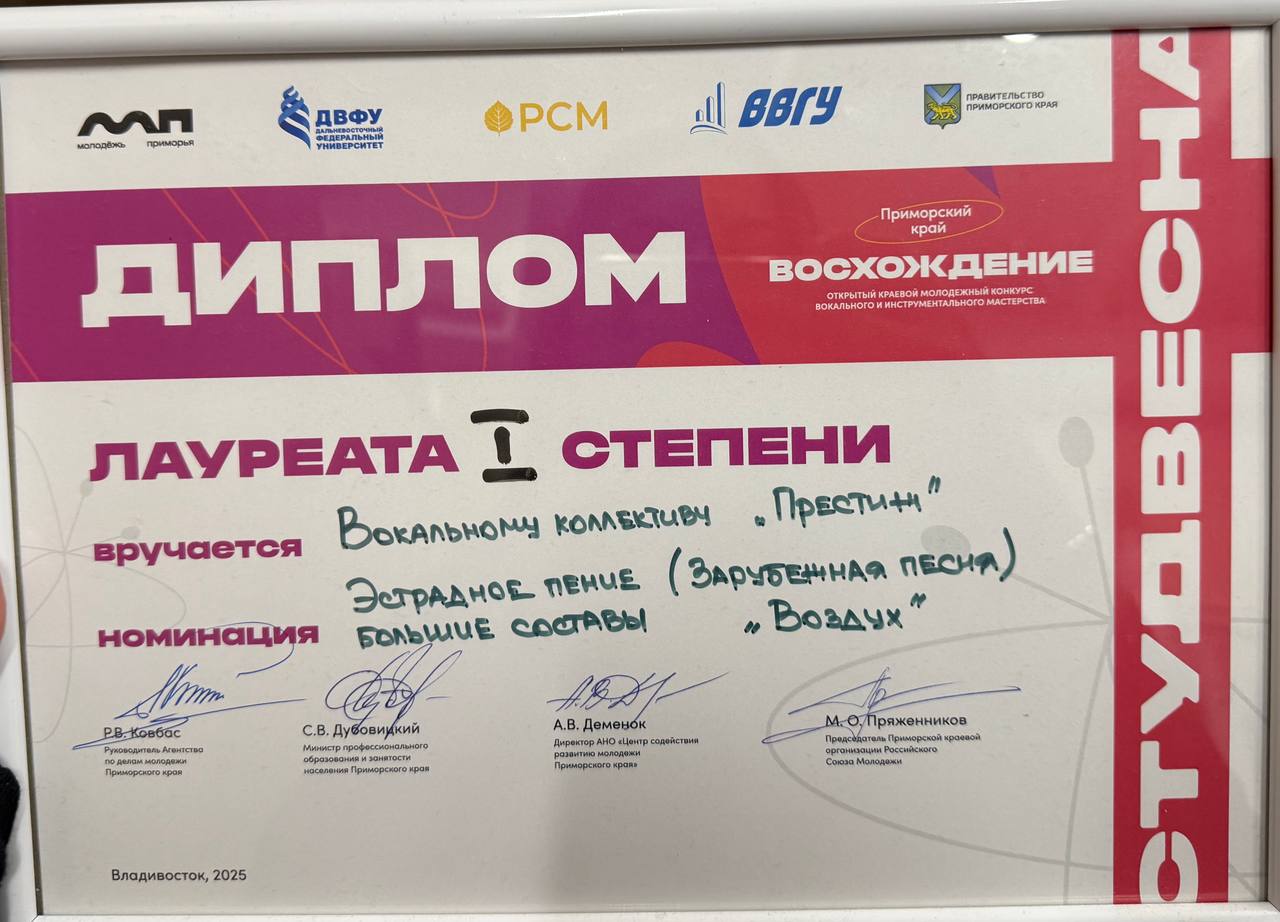 МОЛОДЁЖЬ ПРИМОРЬЯ
ДВФУ
ДАЛЬНЕВОСТОЧНЫЙ
ФЕДЕРАЛЬНЫЙ
УНИВЕРСИТЕТ
РСМ
ВВГУ
ПРАВИТЕЛЬСТВО
ПРИМОРСКОГО КРАЯ
ДИПЛОМ
Приморский
край
ВОСХОЖДЕНИЕ
ОТКРЫТЫЙ КРАЕВОЙ МОЛОДЕЖНЫЙ КОНКУРС
ВОКАЛЬНОГО И ИНСТРУМЕНТАЛЬНОГО МАСТЕРСТВА
СТУДВЕСНА
ЛАУРЕАТА I СТЕПЕНИ
вручается Вокальному коллективу „Престиж"
Эстрадное пение (Зарубежная песня)
номинация большие составы „Воздух"
Р.В. Ковбас
Руководитель Агентства
по делам молодежи
Приморского края
С.В. Дубовицкий
Министр профессионального
образования и занятости
населения Приморского края
А.В. Деменок
Директор АНО «Центр содействия
развитию молодежи
Приморского края»
М. О. Пряженников
Председатель Приморской краевой
организации Российского
Союза Молодежи
Владивосток, 2025